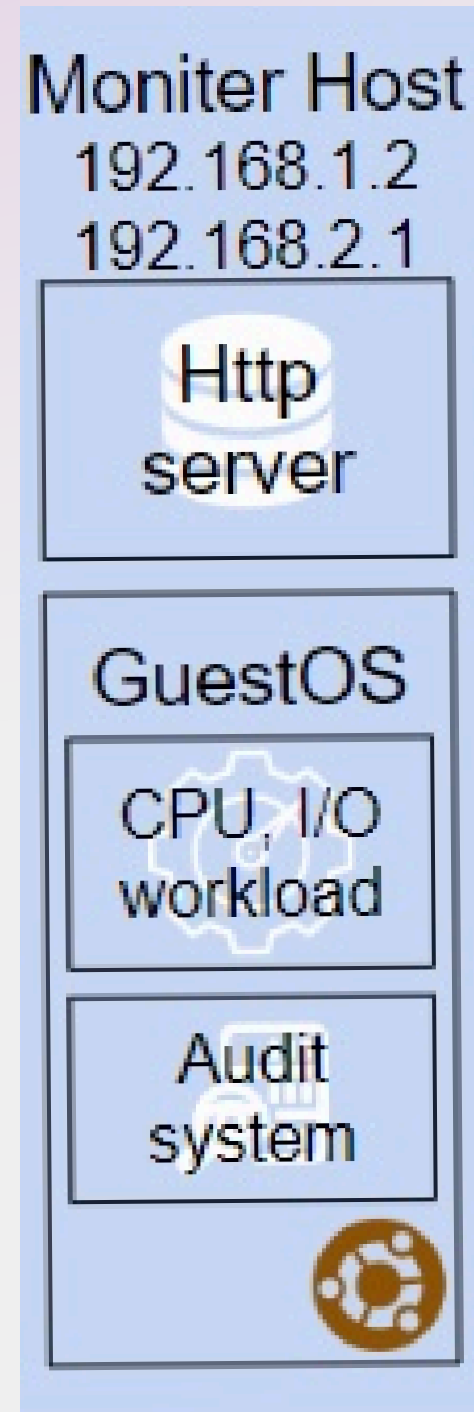 Moniter Host
192.168.1.2
192.168.2.1
Http
server
GuestOS
CPU, I/O
workload
Audit
system